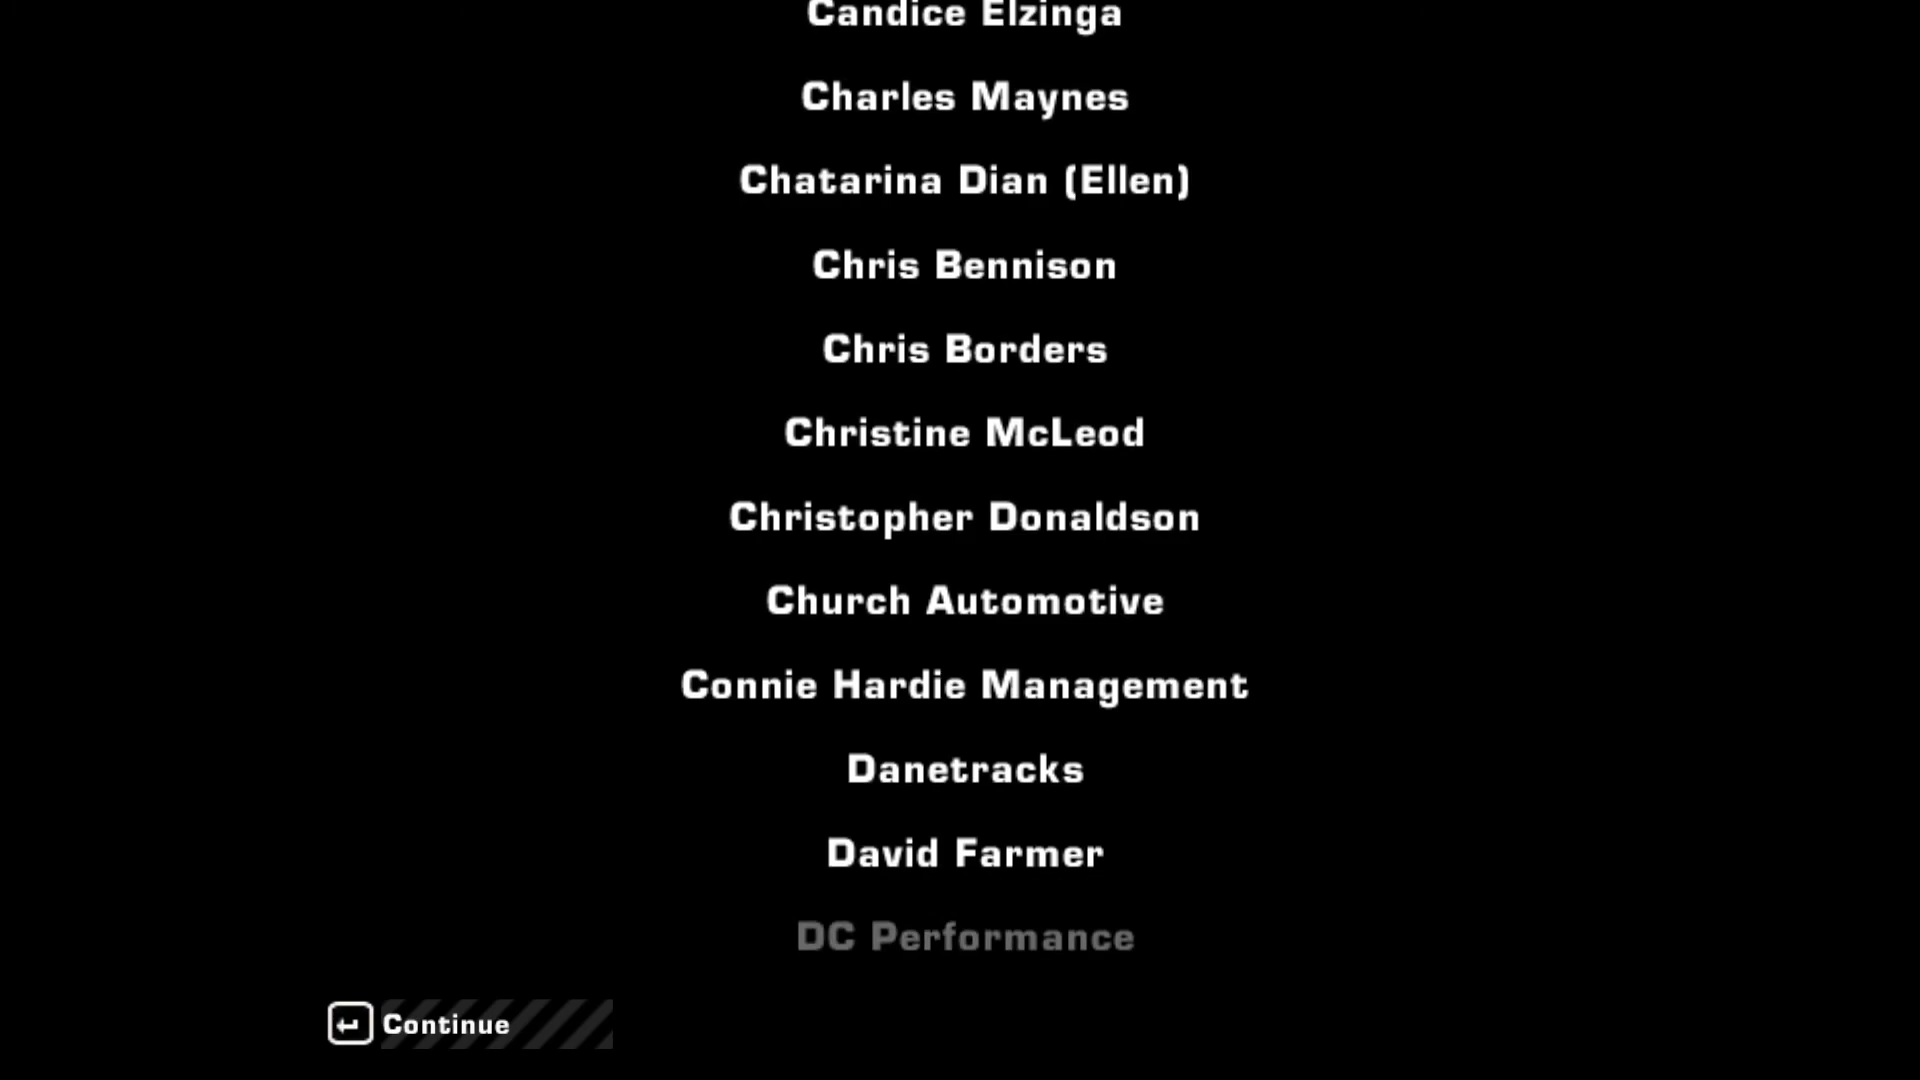 Candice Elzinga
Charles Maynes
Chatarina Dian (Ellen)
Chris Bennison
Chris Borders
Christine McLeod
Christopher Donaldson
Church Automotive
Connie Hardie Management
Danetracks
David Farmer
DC Performance
Continue